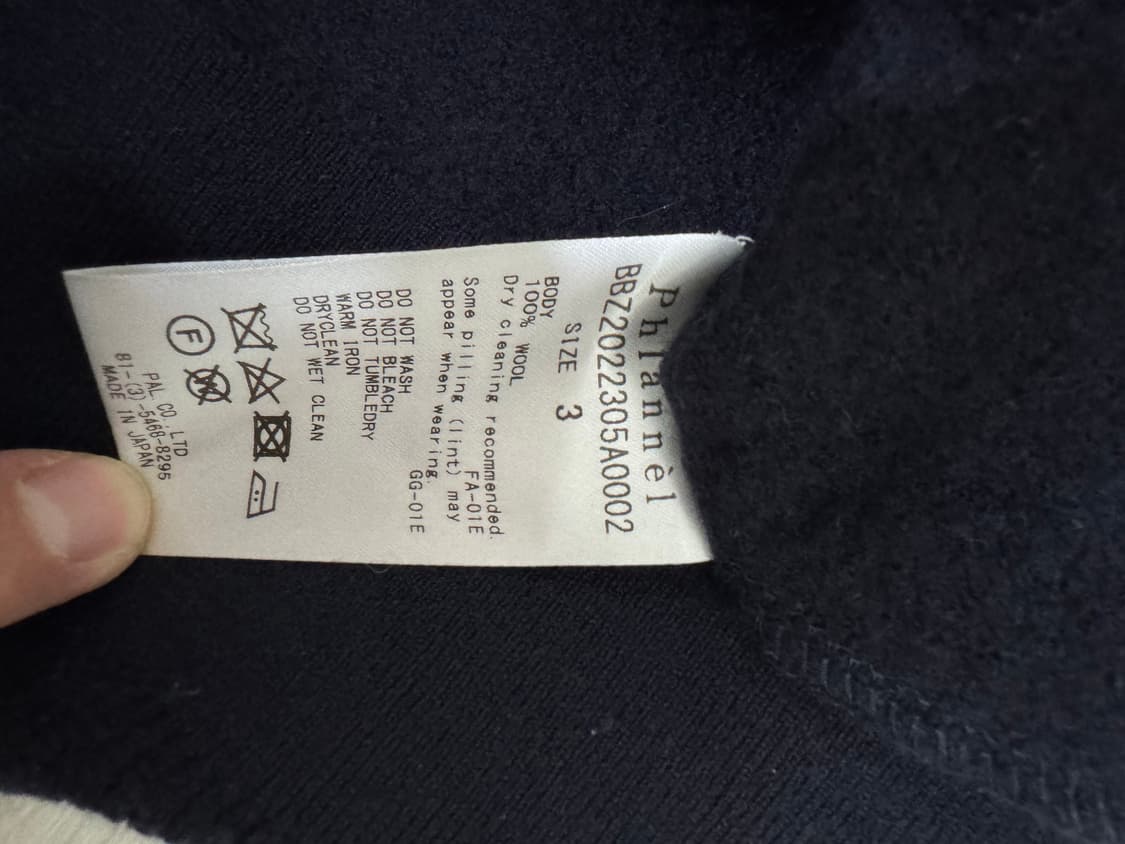 Phlannèl
BBZ2022305A0002
SIZE 3
BODY
100% WOOL
Dry cleaning recommended.
FA-01E
Some pilling (lint) may
appear when wearing.
GG-01E
DO NOT WASH
DO NOT BLEACH
DO NOT TUMBLEDRY
WARM IRON
DRYCLEAN
DO NOT WET CLEAN
F
W
PAL CO.,LTD
81-(3)-5466-8295
MADE IN JAPAN